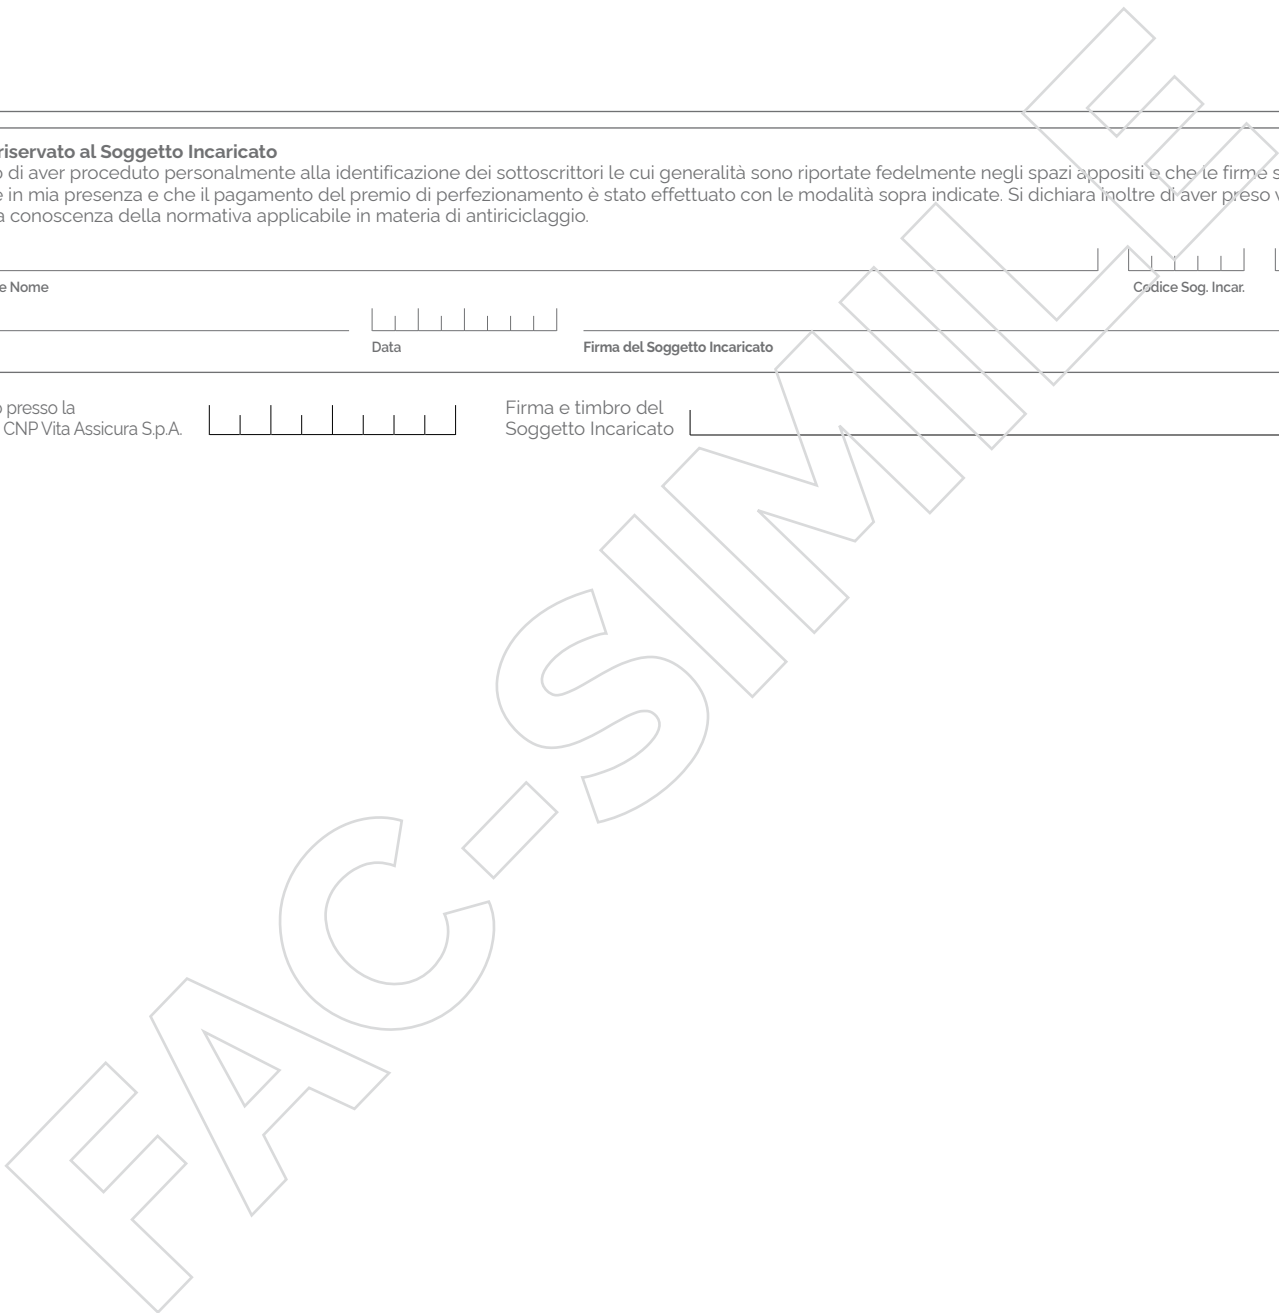 riservato al Soggetto Incaricato
di aver proceduto personalmente alla identificazione dei sottoscrittori le cui generalità sono riportate fedelmente negli spazi appositi e che le firme
in mia presenza e che il pagamento del premio di perfezionamento è stato effettuato con le modalità sopra indicate. Si dichiara inoltre di aver preso
a conoscenza della normativa applicabile in materia di antiriciclaggio.
e Nome
Codice Sog. Incar.
Data
Firma del Soggetto Incaricato
presso la
CNP Vita Assicura S.p.A.
Firma e timbro del
Soggetto Incaricato
FAC-SIMILE